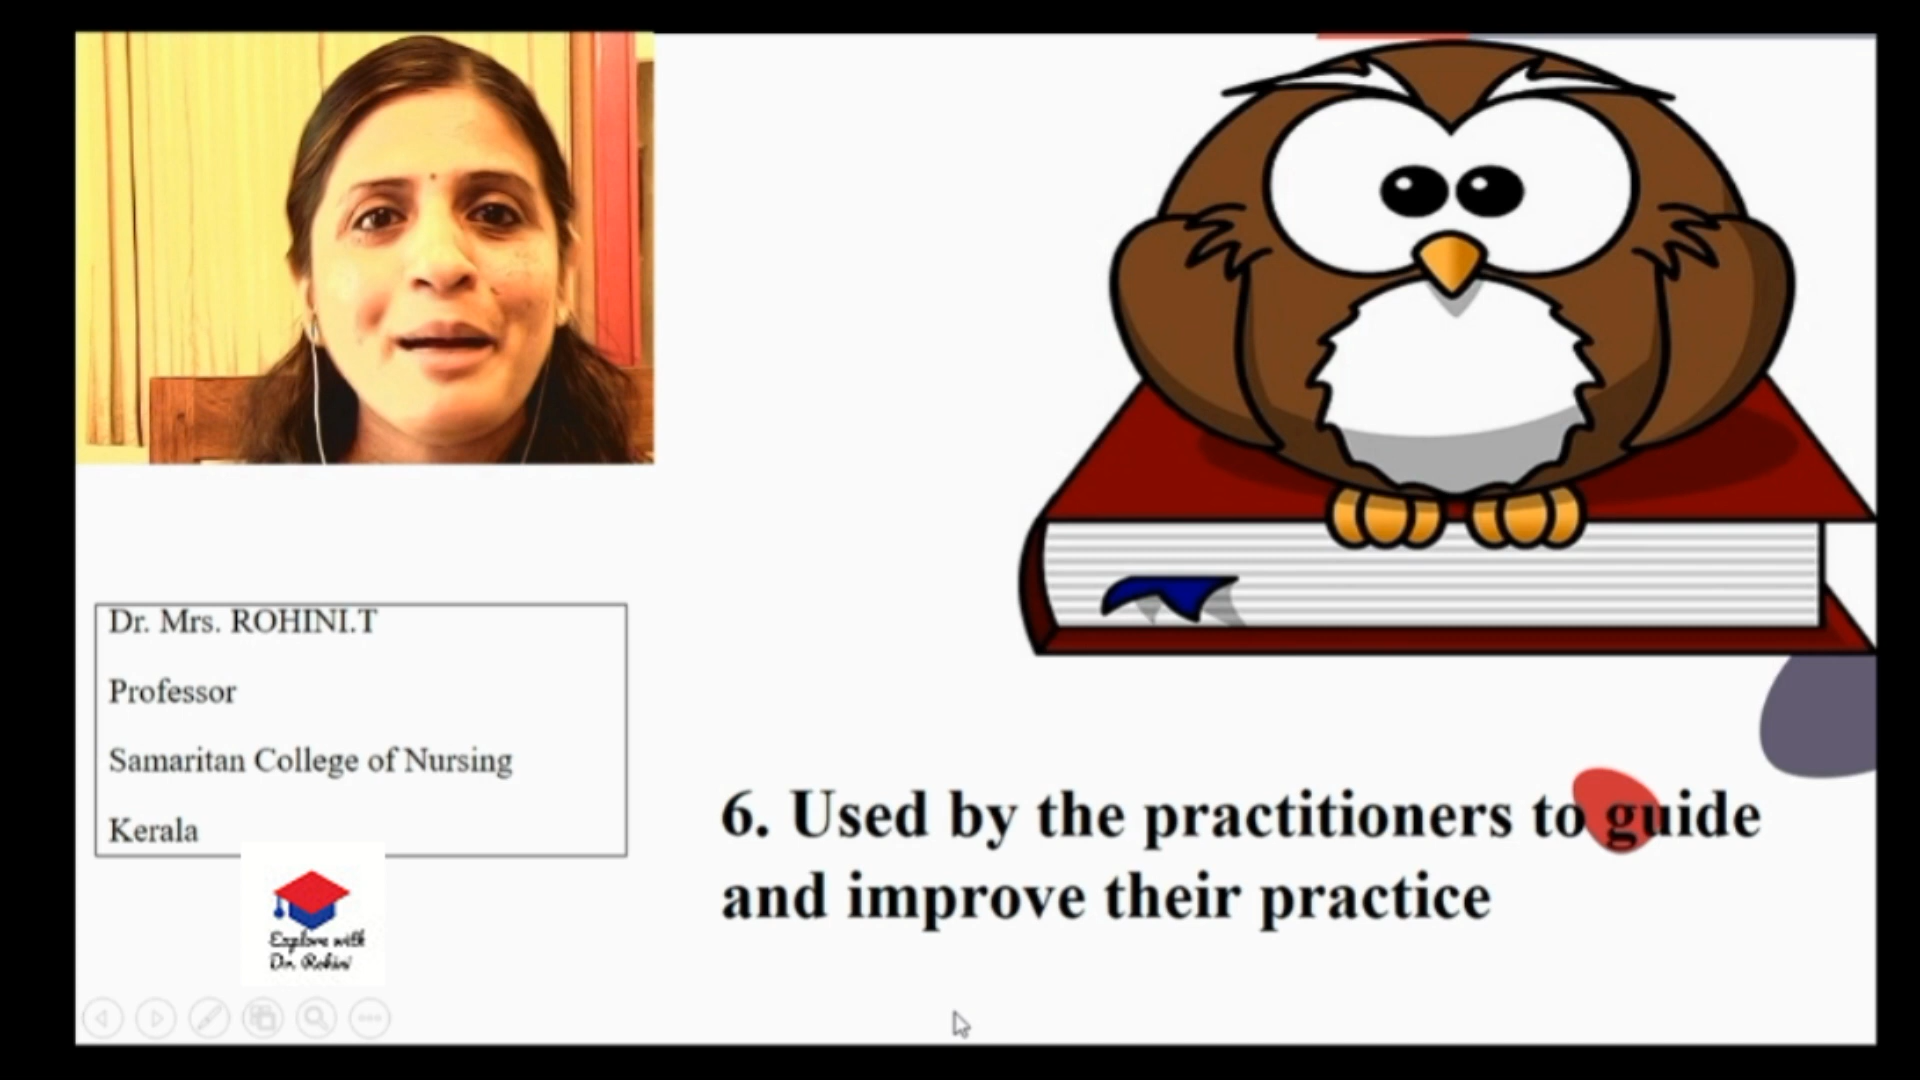 Dr. Mrs. ROHINI.T
Professor
Samaritan College of Nursing
Kerala
Explore with
Dr. Rohini
6. Used by the practitioners to guide
and improve their practice